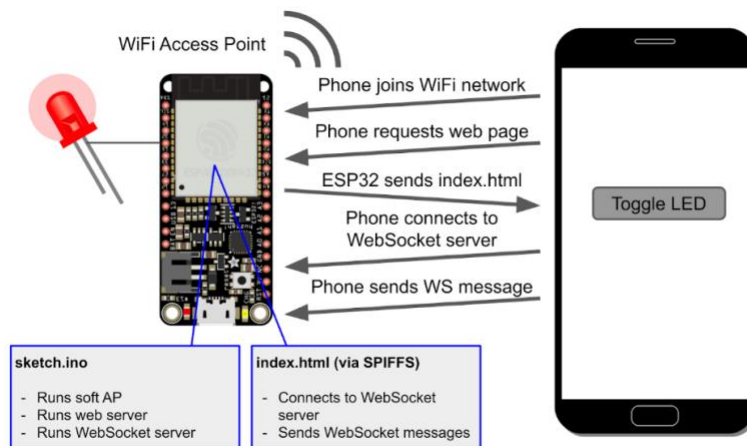 WiFi Access Point
Phone joins WiFi network
Phone requests web page
ESP32 sends index.html
Phone connects to
WebSocket server
Phone sends WS message
Toggle LED
sketch.ino
- Runs soft AP
- Runs web server
- Runs WebSocket server
index.html (via SPIFFS)
- Connects to WebSocket
server
- Sends WebSocket messages